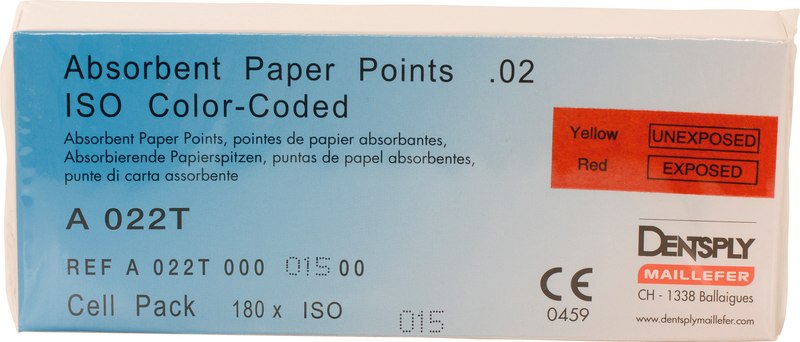 Absorbent Paper Points .02
ISO Color-Coded
Absorbent Paper Points, pointes de papier absorbantes,
Absorbierende Papierspitzen, puntas de papel absorbentes,
punte di carta assorbente
Yellow UNEXPOSED
Red EXPOSED
A 022T
REF A 022T 000 015 00
Cell Pack 180 x ISO 015
CE
0459
DENTSPLY
MAILLEFER
CH - 1338 Ballaigues
www.dentsplymaillefer.com